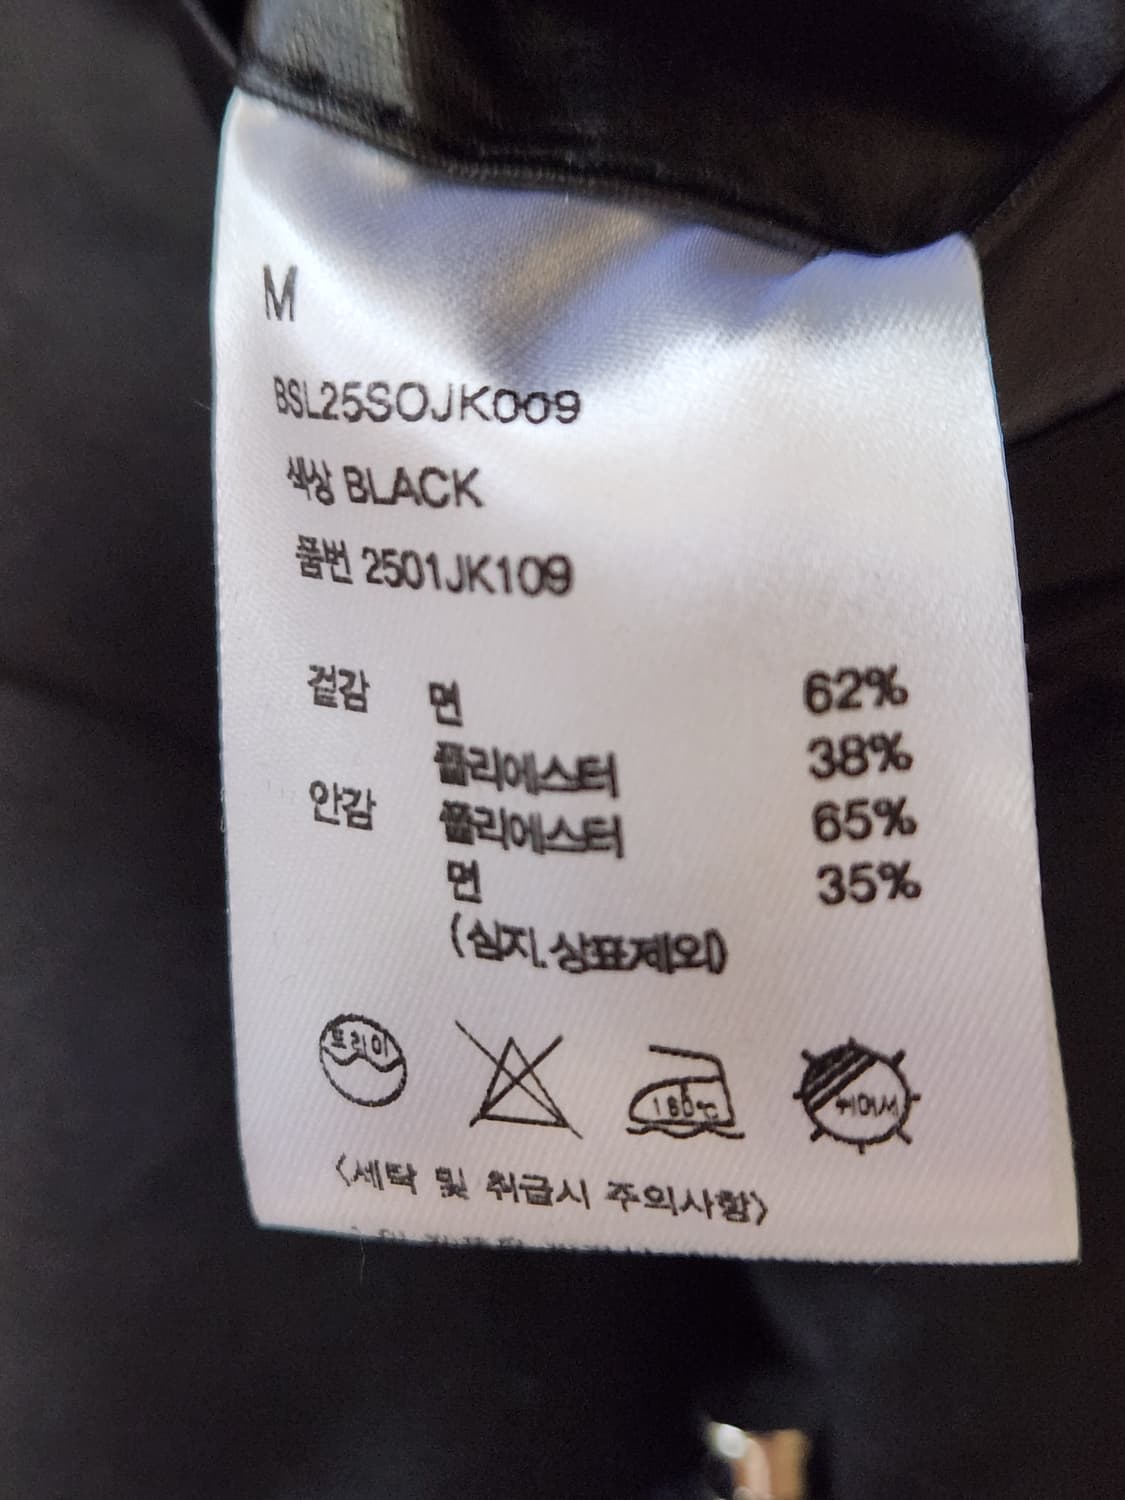 M
BSL25SOJK009
색상 BLACK
품번 2501JK109
겉감 면 62%
폴리에스터 38%
안감 폴리에스터 65%
면 35%
(심지.상표제외)
드라이
180℃
뉘어서
<세탁 및 취급시 주의사항>